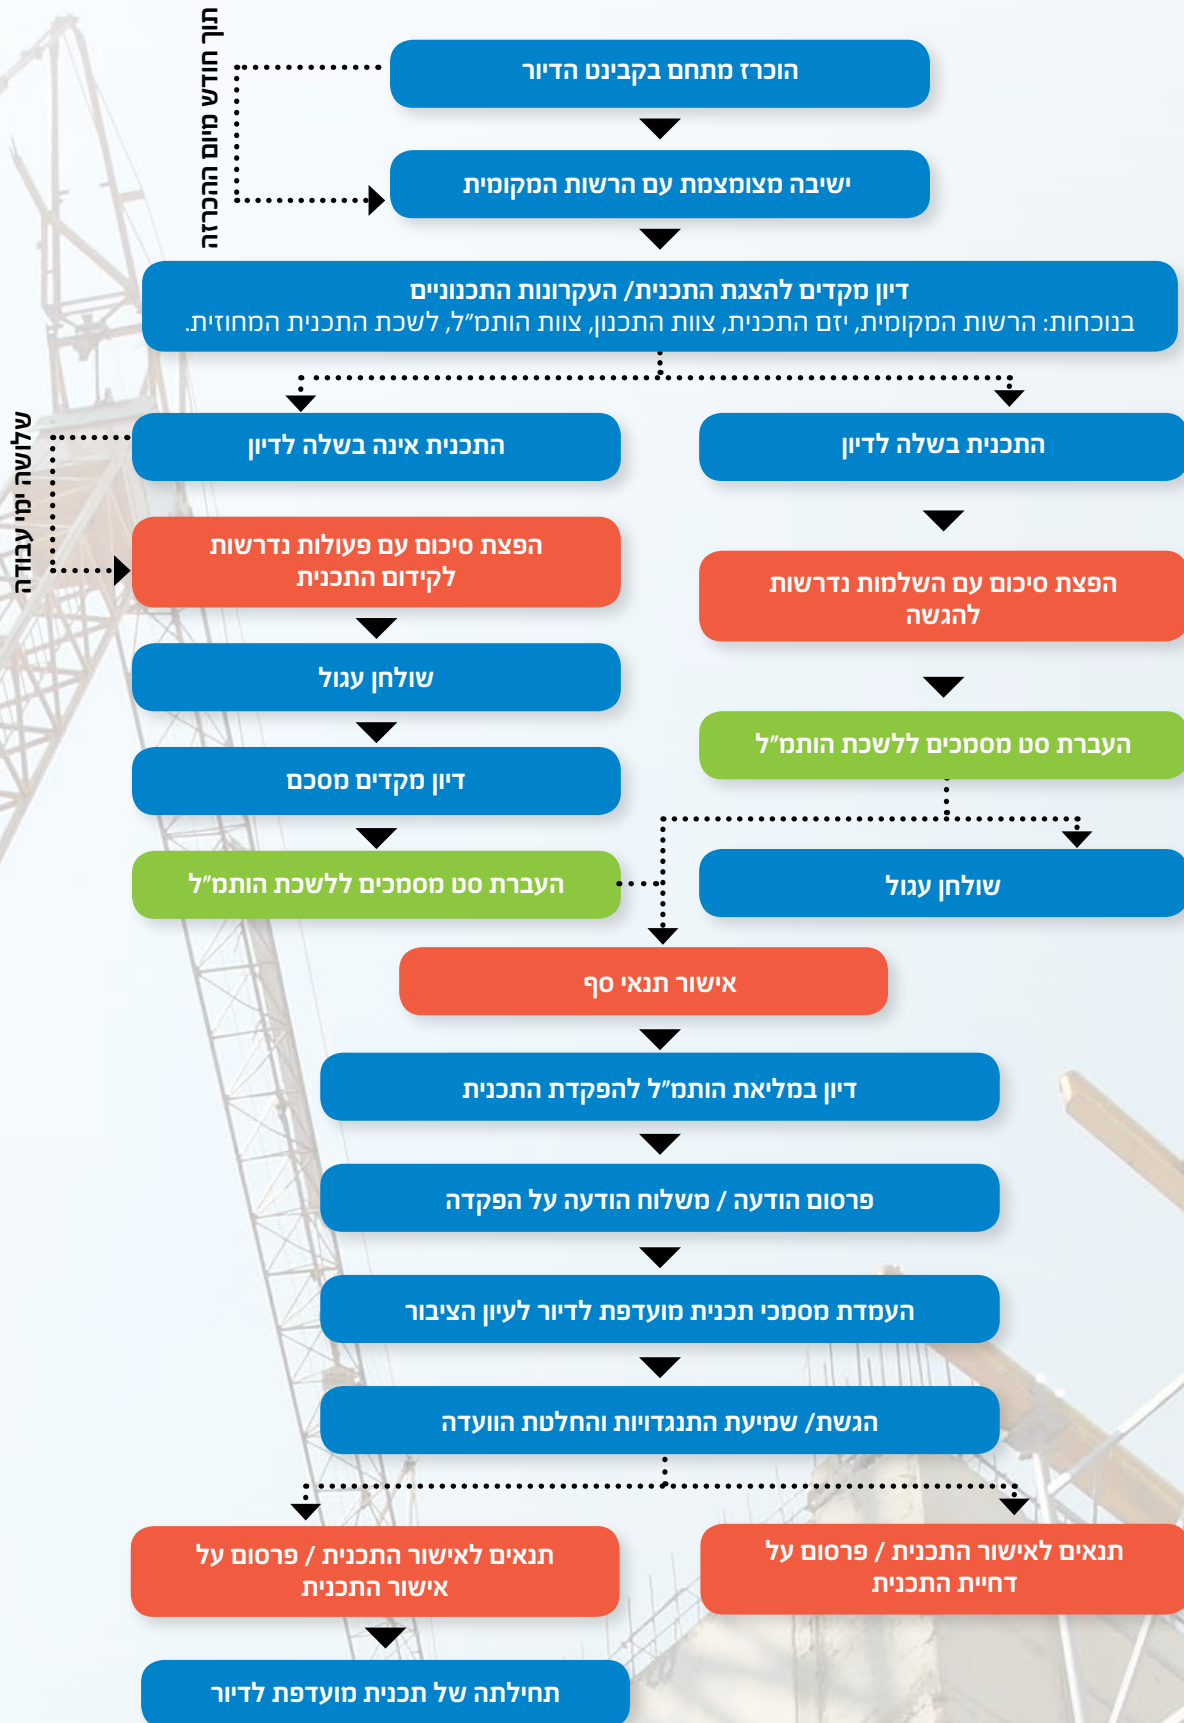 תוך חודש מיום ההכרזה
הוכרז מתחם בקבינט הדיור
ישיבה מצומצמת עם הרשות המקומית
דיון מקדים להצגת התכנית/ העקרונות התכנוניים
בנוכחות: הרשות המקומית, יזם התכנית, צוות התכנון, צוות הותמ"ל, לשכת התכנית המחוזית.
התכנית בשלה לדיון
הפצת סיכום עם השלמות נדרשות
להגשה
העברת סט מסמכים ללשכת הותמ"ל
שולחן עגול
התכנית אינה בשלה לדיון
שלושה ימי עבודה
הפצת סיכום עם פעולות נדרשות
לקידום התכנית
שולחן עגול
דיון מקדים מסכם
העברת סט מסמכים ללשכת הותמ"ל
אישור תנאי סף
דיון במליאת הותמ"ל להפקדת התכנית
פרסום הודעה / משלוח הודעה על הפקדה
העמדת מסמכי תכנית מועדפת לדיור לעיון הציבור
הגשת/ שמיעת התנגדויות והחלטת הוועדה
תנאים לאישור התכנית / פרסום על
דחיית התכנית
תנאים לאישור התכנית / פרסום על
אישור התכנית
תחילתה של תכנית מועדפת לדיור